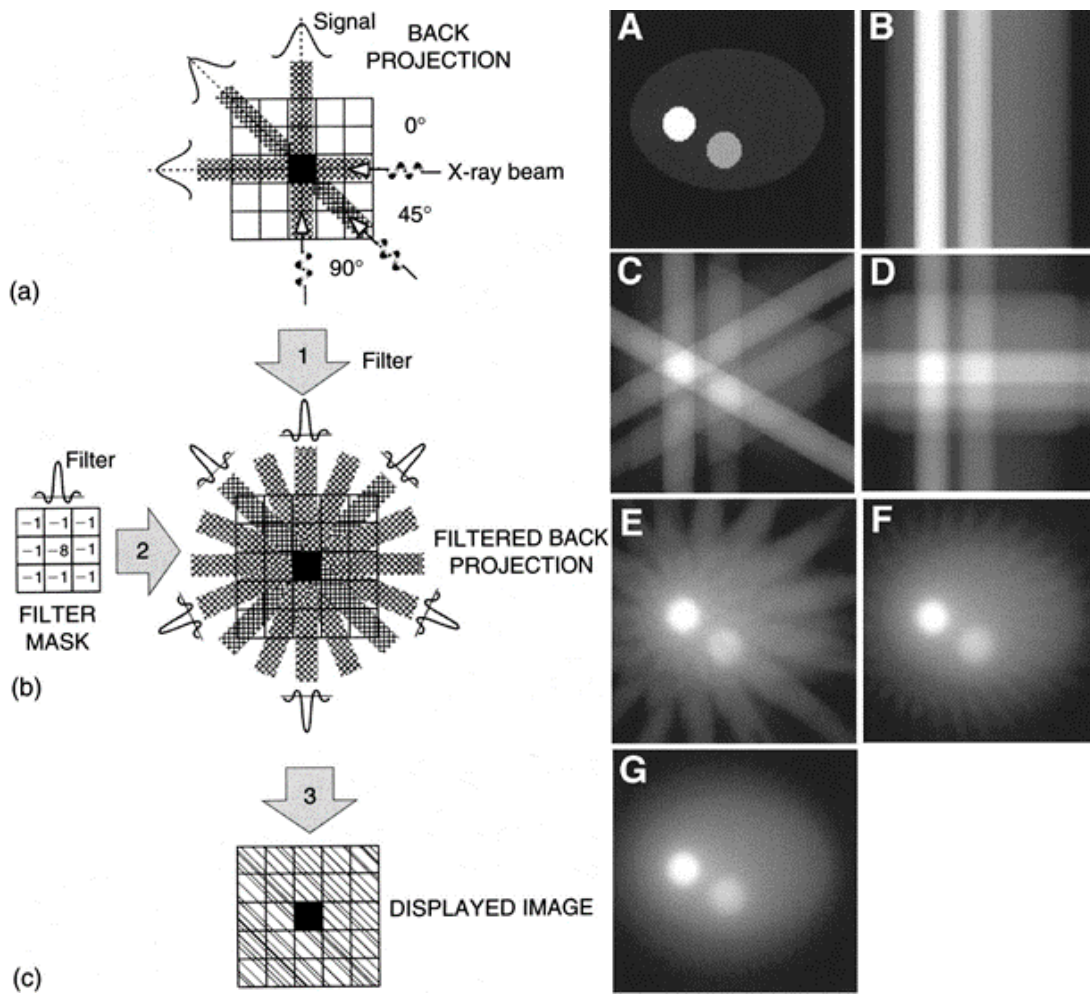 Signal
BACK
PROJECTION
0°
X-ray beam
45°
90°
(a)
1
Filter
Filter
-1 -1 -1
-1 -8 -1
-1 -1 -1
2
FILTER
MASK
FILTERED BACK
PROJECTION
(b)
3
DISPLAYED IMAGE
(c)
A
B
C
D
E
F
G